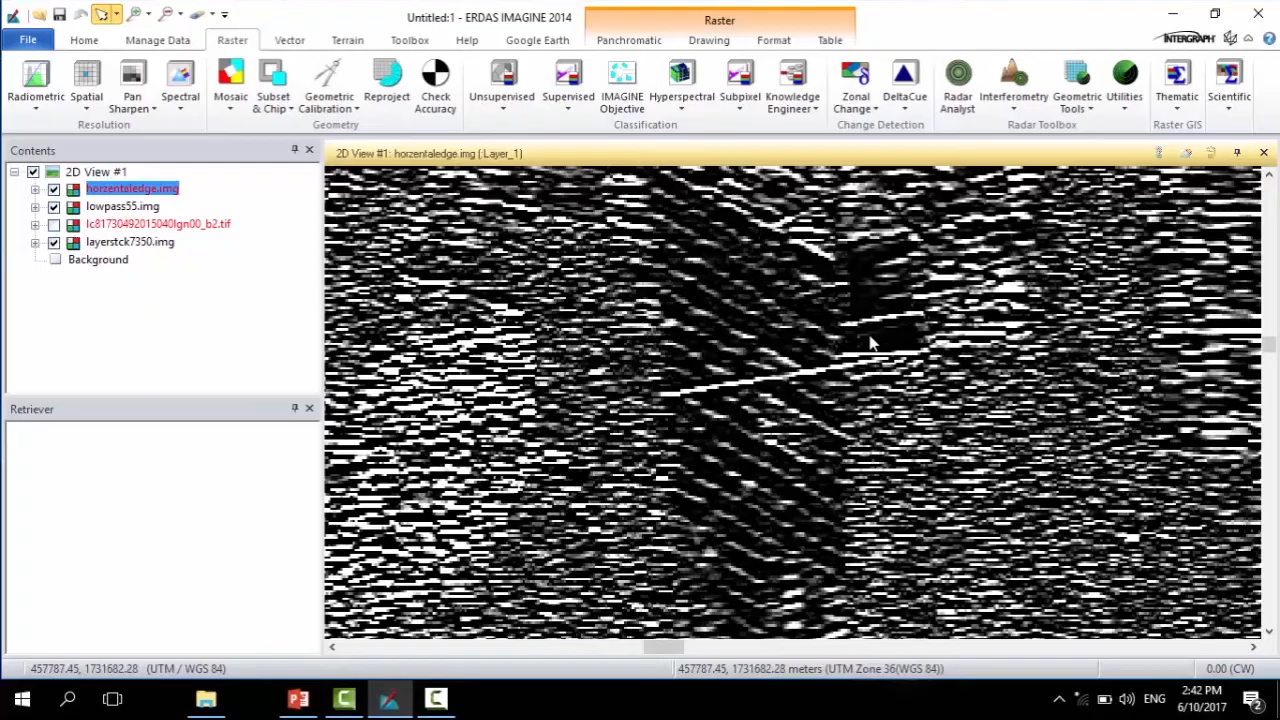 Untitled:1 - ERDAS IMAGINE 2014
Raster
File
Home
Manage Data
Raster
Vector
Terrain
Toolbox
Help
Google Earth
Panchromatic
Drawing
Format
Table
INTERGRAPH
Radiometric
Spatial
Pan Sharpen
Spectral
Mosaic
Subset & Chip
Geometric Calibration
Reproject
Check Accuracy
Unsupervised
Supervised
IMAGINE Objective
Hyperspectral
Subpixel
Knowledge Engineer
Zonal Change
DeltaCue
Radar Analyst
Interferometry
Geometric Tools
Utilities
Thematic
Scientific
Resolution
Geometry
Classification
Change Detection
Radar Toolbox
Raster GIS
Contents
2D View #1: horzentaledge.img (:Layer_1)
2D View #1
horzentaledge.img
lowpass55.img
lc81730492015040lgn00_b2.tif
layerstck7350.img
Background
Retriever
457787.45, 1731682.28 (UTM / WGS 84)
457787.45, 1731682.28 meters (UTM Zone 36(WGS 84))
0.00 (CW)
ENG
2:42 PM
6/10/2017
2